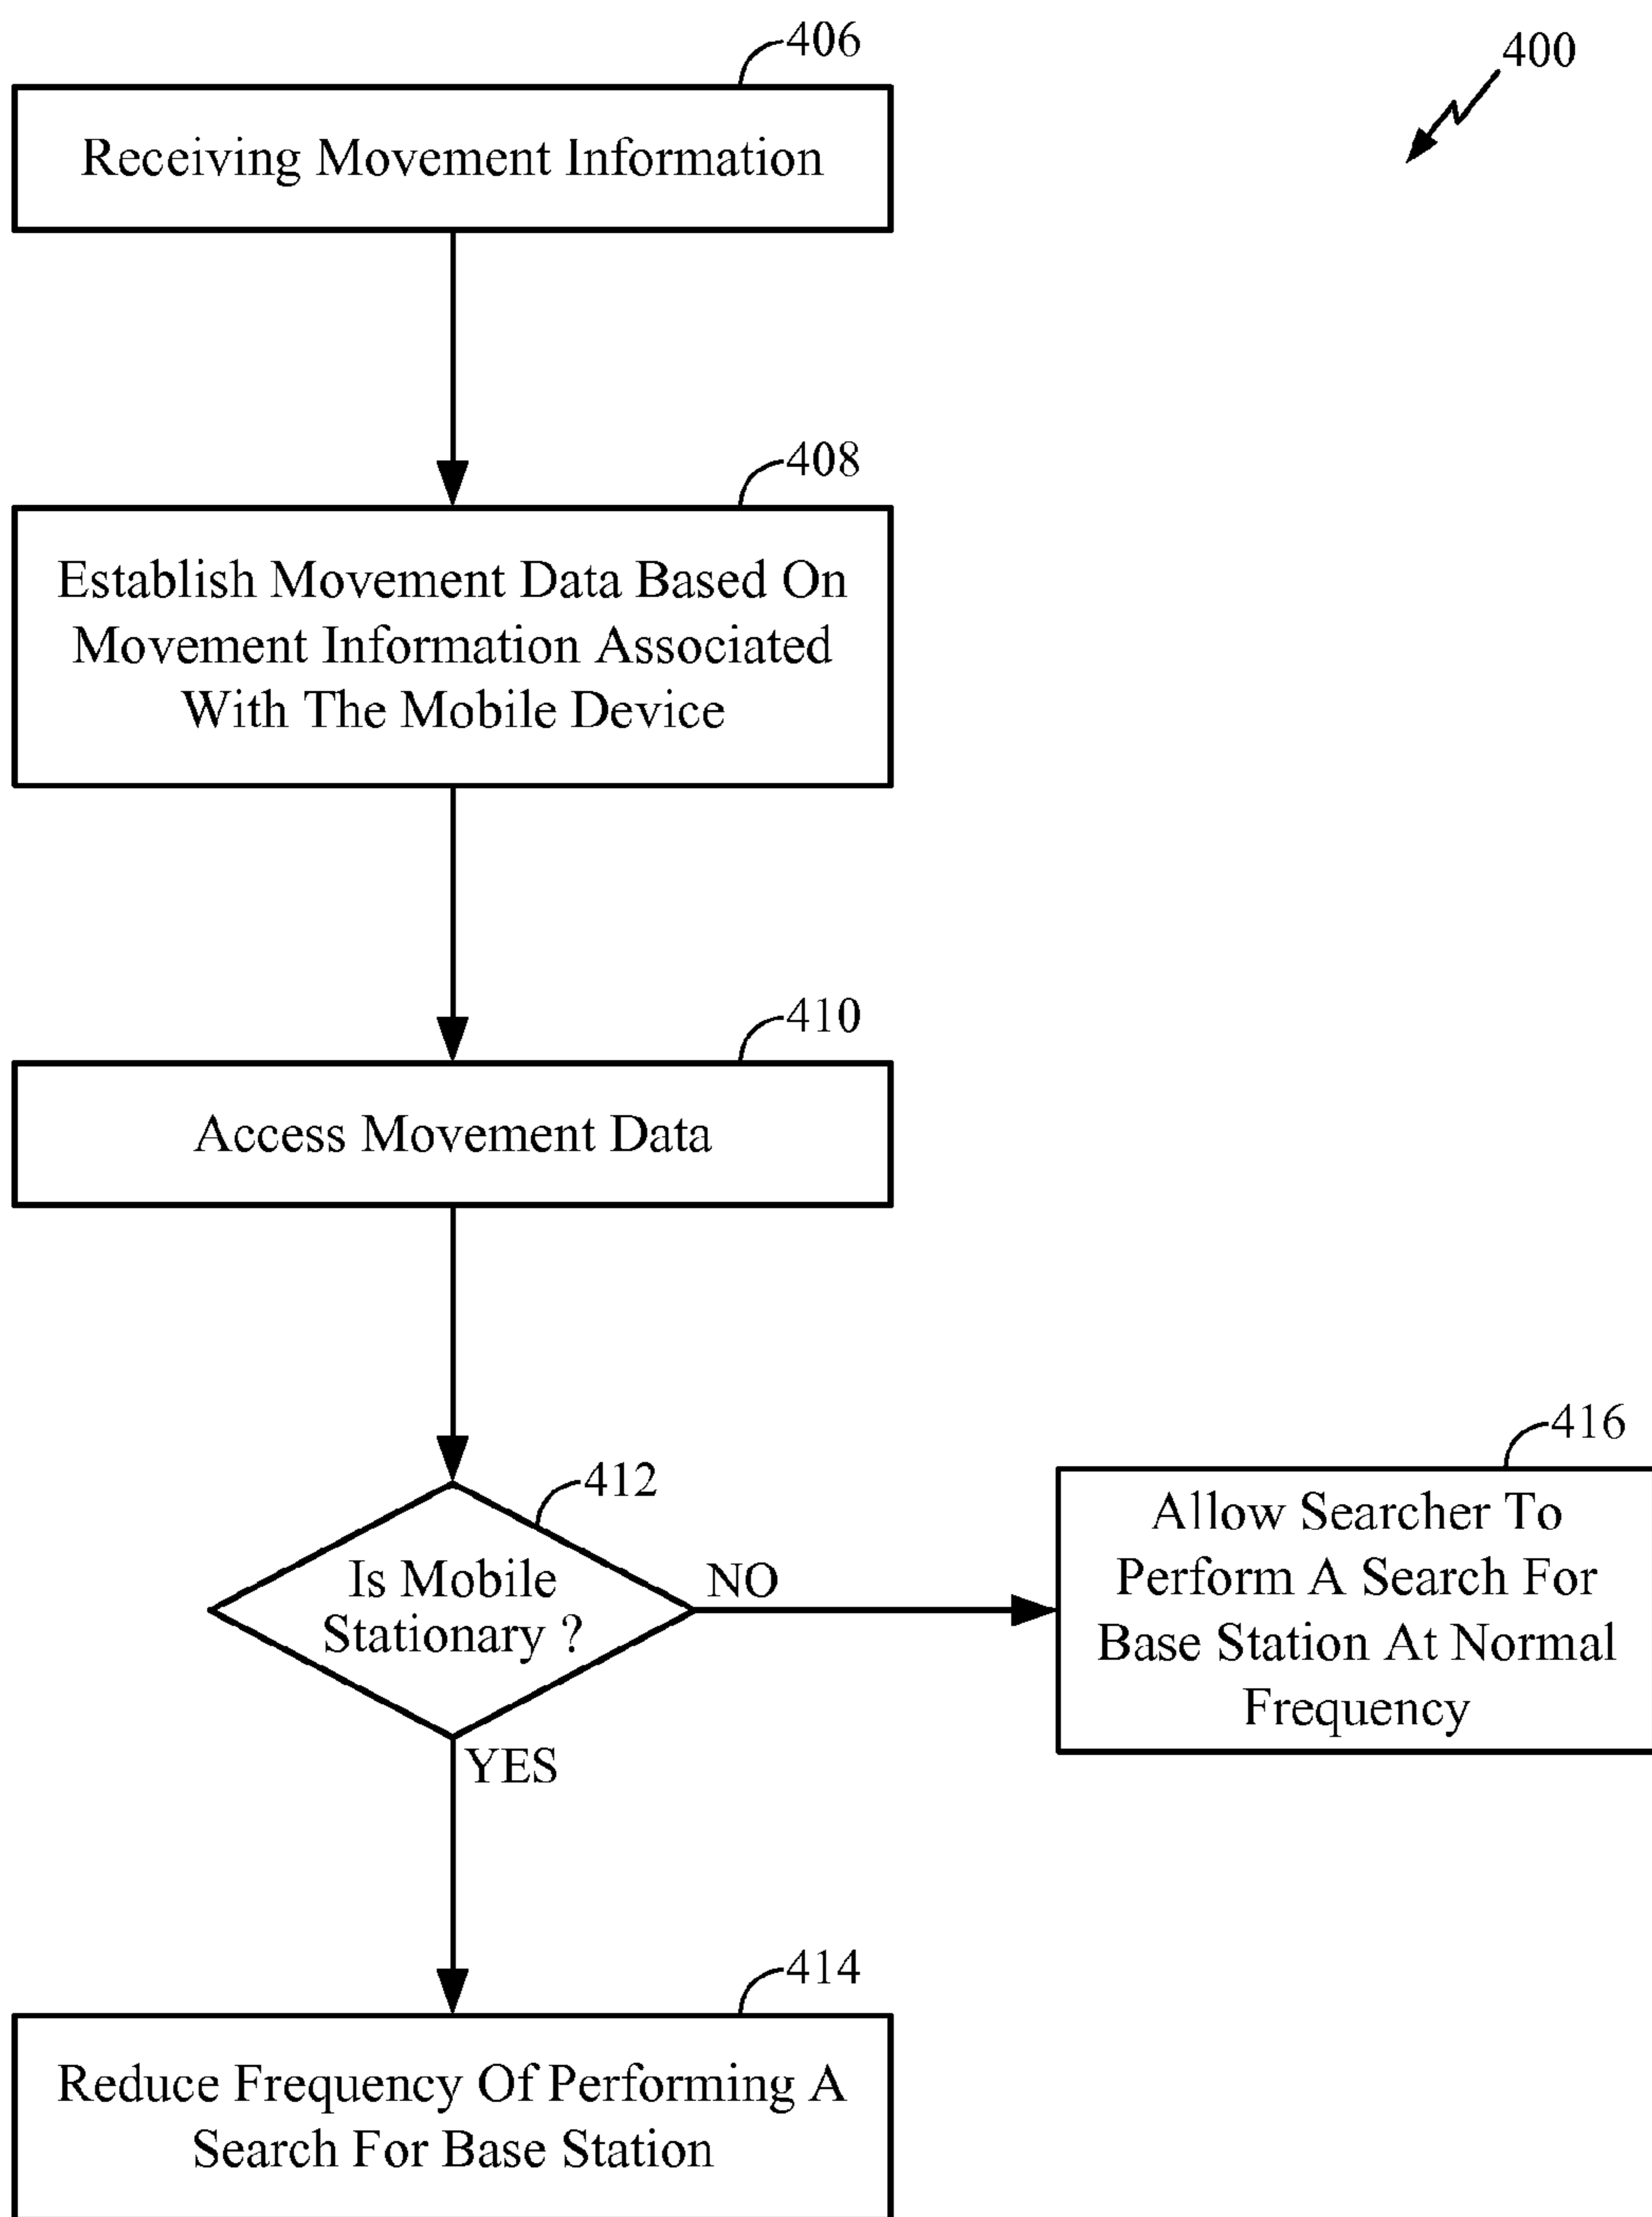 406
400
Receiving Movement Information
408
Establish Movement Data Based On
Movement Information Associated
With The Mobile Device
410
Access Movement Data
412
Is Mobile
Stationary ?
NO
416
Allow Searcher To
Perform A Search For
Base Station At Normal
Frequency
YES
414
Reduce Frequency Of Performing A
Search For Base Station